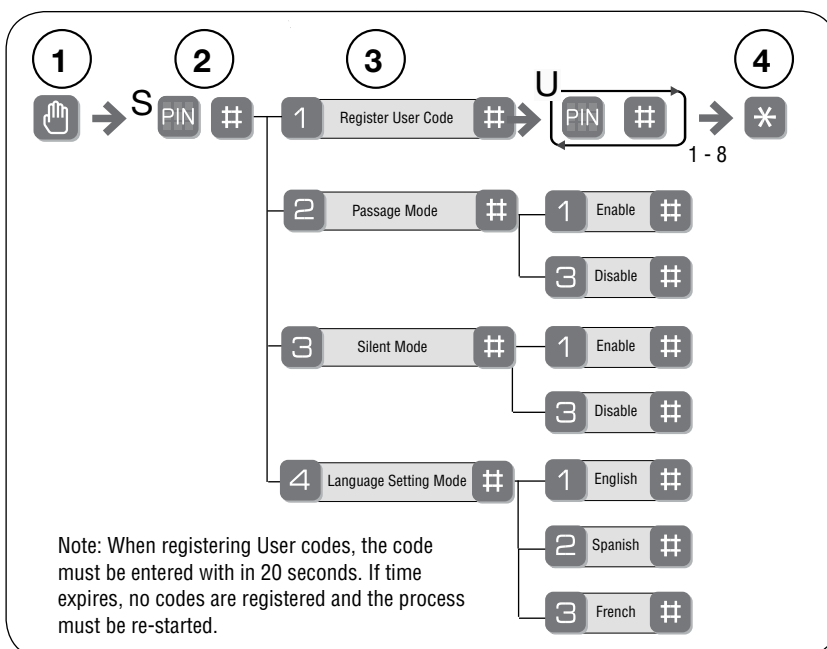 1 2 3 4
S PIN # 1 Register User Code # U PIN # *
1 - 8
2 Passage Mode # 1 Enable #
3 Disable #
3 Silent Mode # 1 Enable #
3 Disable #
4 Language Setting Mode # 1 English #
2 Spanish #
3 French #
Note: When registering User codes, the code
must be entered with in 20 seconds. If time
expires, no codes are registered and the process
must be re-started.